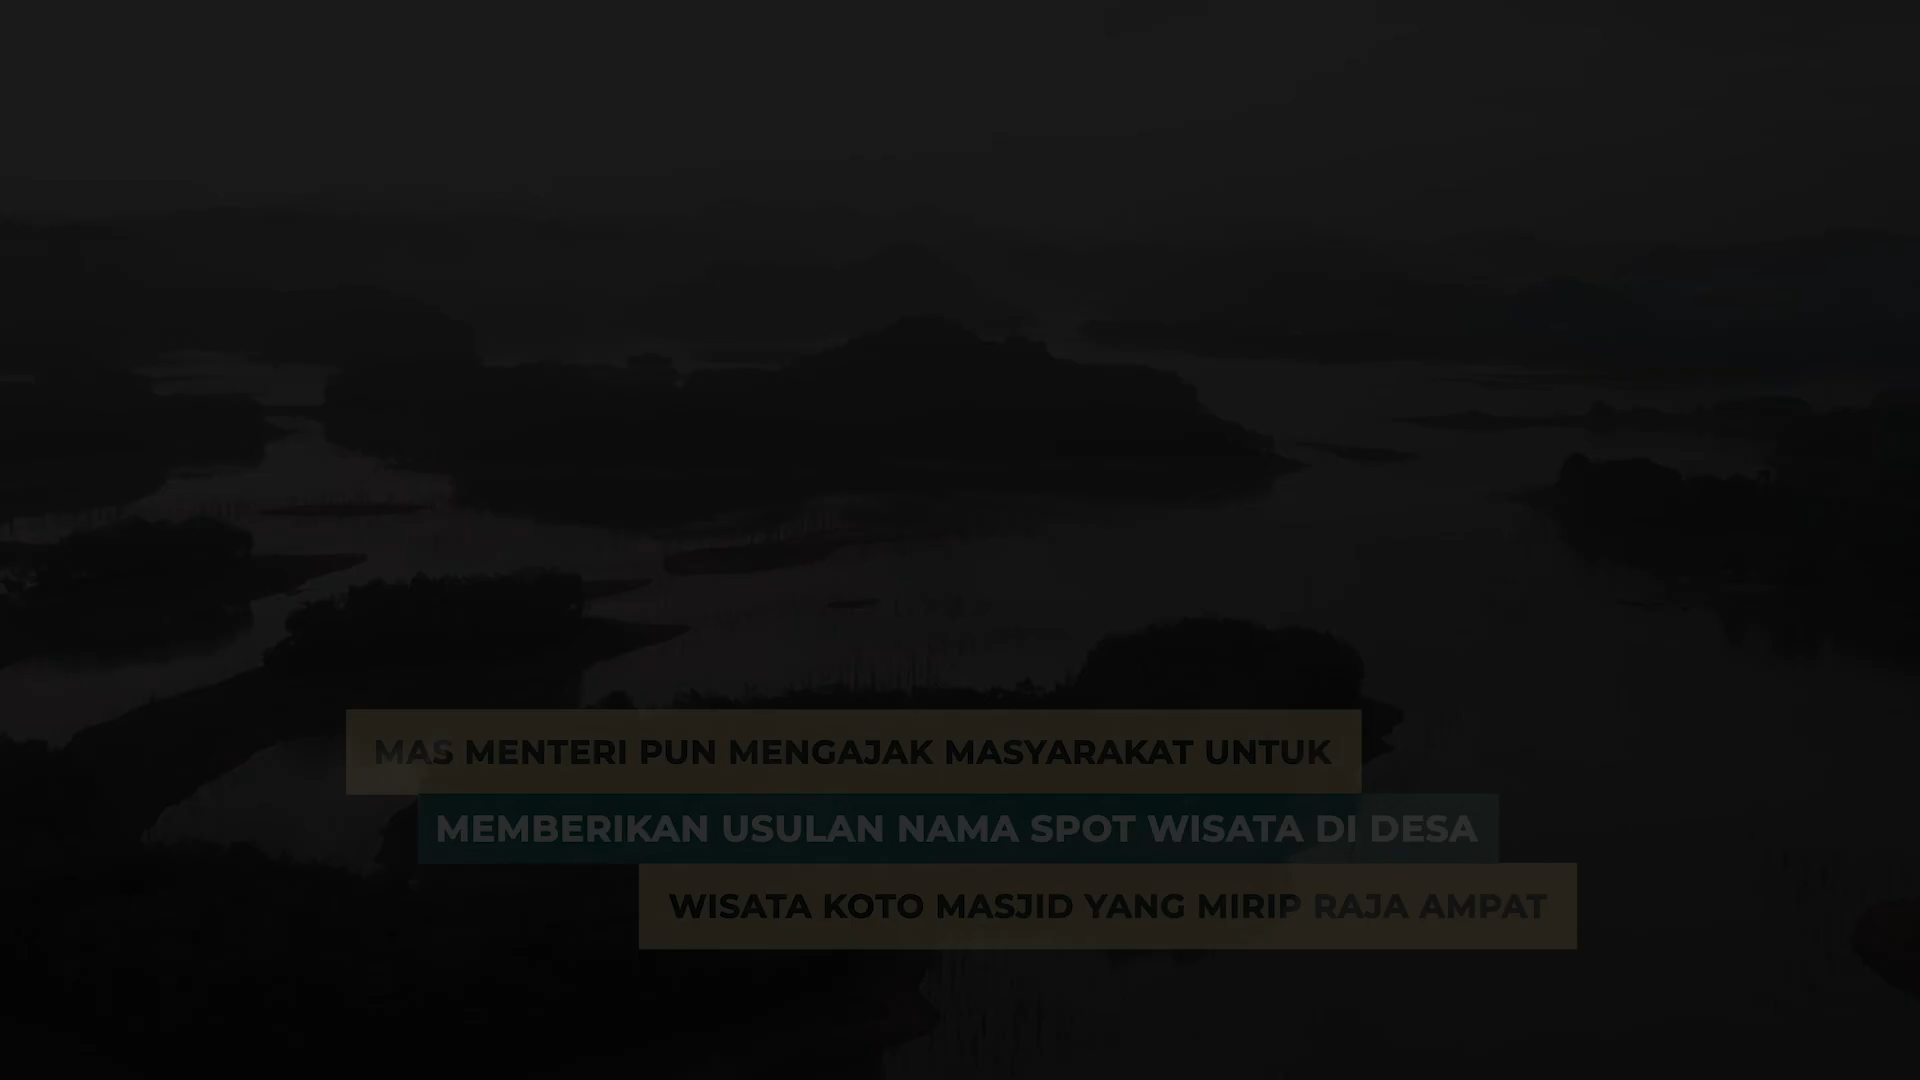 MAS MENTERI PUN MENGAJAK MASYARAKAT UNTUK
MEMBERIKAN USULAN NAMA SPOT WISATA DI DESA
WISATA KOTO MASJID YANG MIRIP RAJA AMPAT